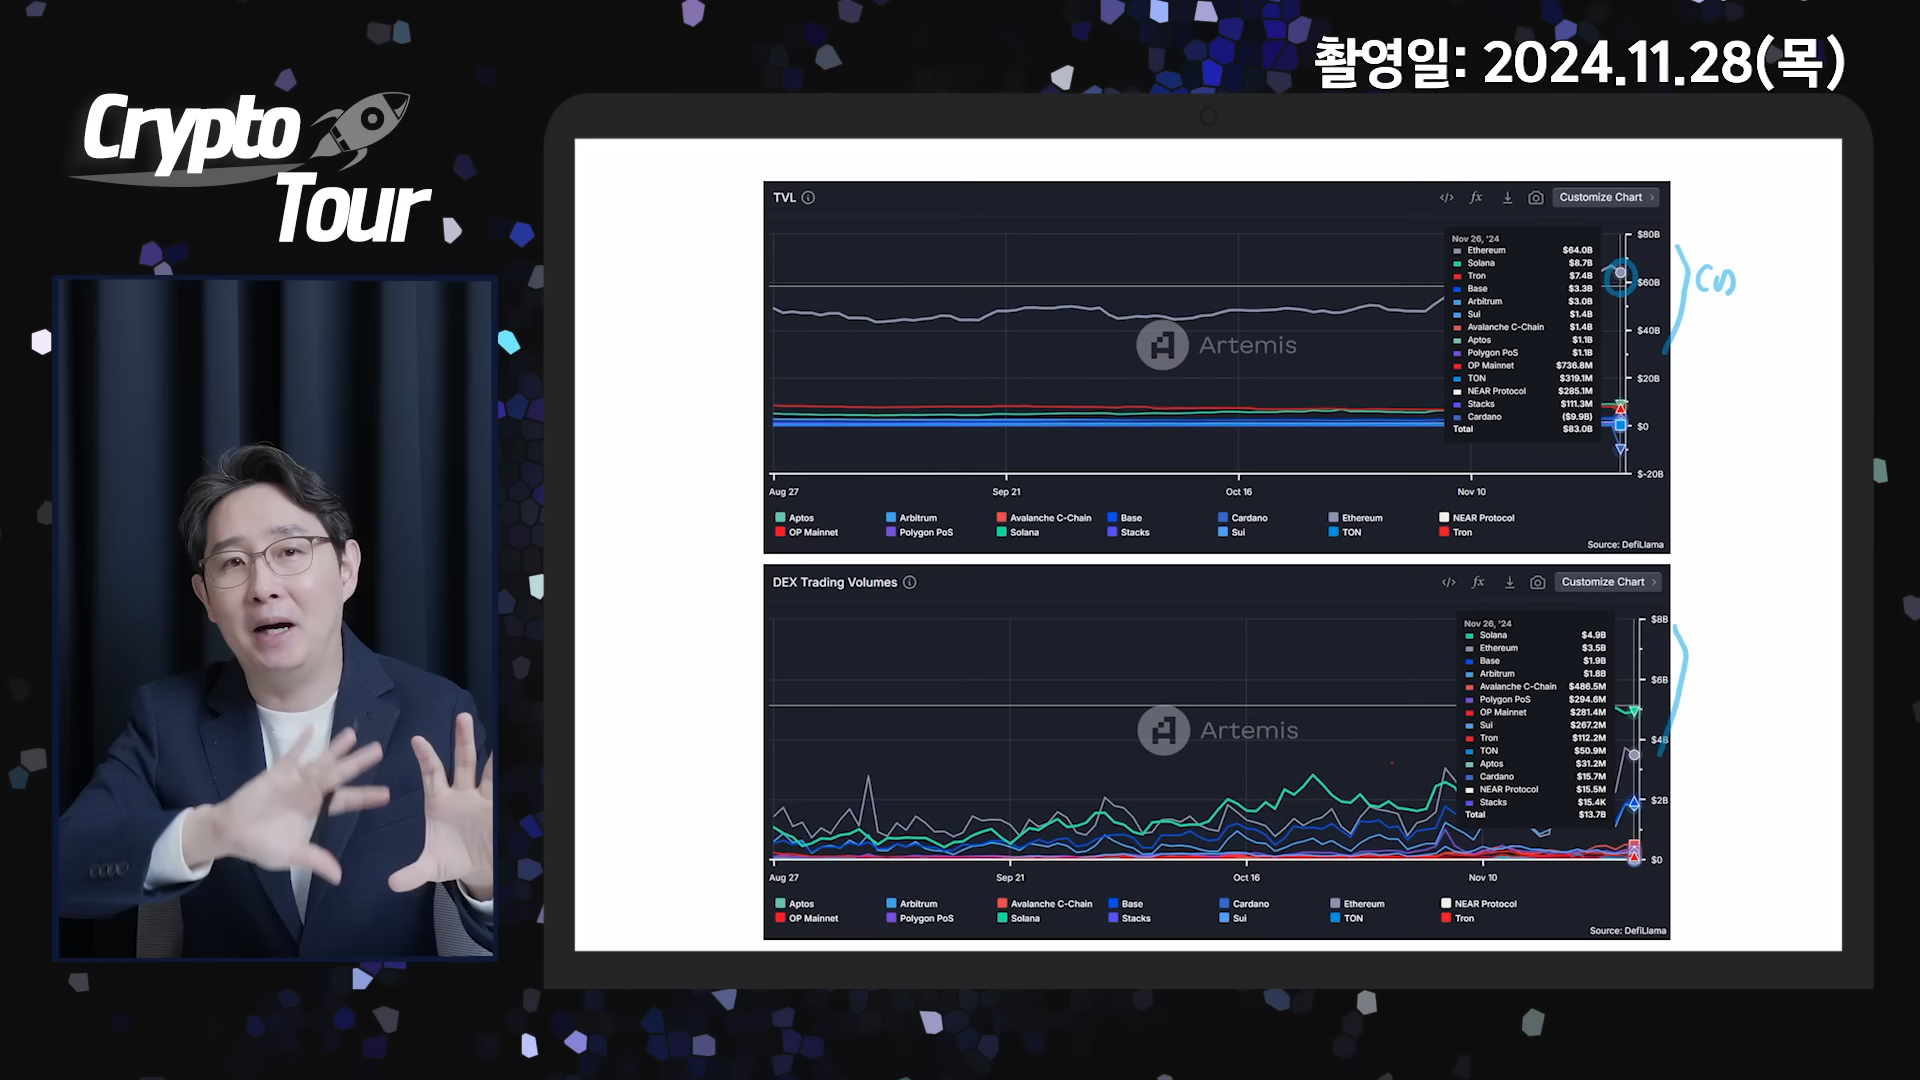 촬영일: 2024.11.28(목)
Crypto
Tour
TVL
</> fx Customize Chart >
Nov 26, '24
Ethereum $64.0B
Solana $8.7B
Tron $7.4B
Base $3.3B
Arbitrum $3.0B
Sui $1.4B
Avalanche C-Chain $1.4B
Aptos $1.1B
Polygon PoS $1.1B
OP Mainnet $736.8M
TON $319.1M
NEAR Protocol $285.1M
Stacks $111.3M
Cardano ($9.9B)
Total $83.0B
$80B
$60B
$40B
$20B
$0
$-20B
Artemis
Aug 27 Sep 21 Oct 16 Nov 10
Aptos Arbitrum Avalanche C-Chain Base Cardano Ethereum NEAR Protocol
OP Mainnet Polygon PoS Solana Stacks Sui TON Tron
Source: DefiLlama
DEX Trading Volumes
</> fx Customize Chart >
Nov 26, '24
Solana $4.9B
Ethereum $3.5B
Base $1.9B
Arbitrum $1.8B
Avalanche C-Chain $486.5M
Polygon PoS $294.6M
OP Mainnet $281.4M
Sui $267.2M
Tron $112.2M
TON $50.9M
Aptos $31.2M
Cardano $15.7M
NEAR Protocol $15.5M
Stacks $15.4K
Total $13.7B
$8B
$6B
$4B
$2B
$0
Artemis
Aug 27 Sep 21 Oct 16 Nov 10
Aptos Arbitrum Avalanche C-Chain Base Cardano Ethereum NEAR Protocol
OP Mainnet Polygon PoS Solana Stacks Sui TON Tron
Source: DefiLlama